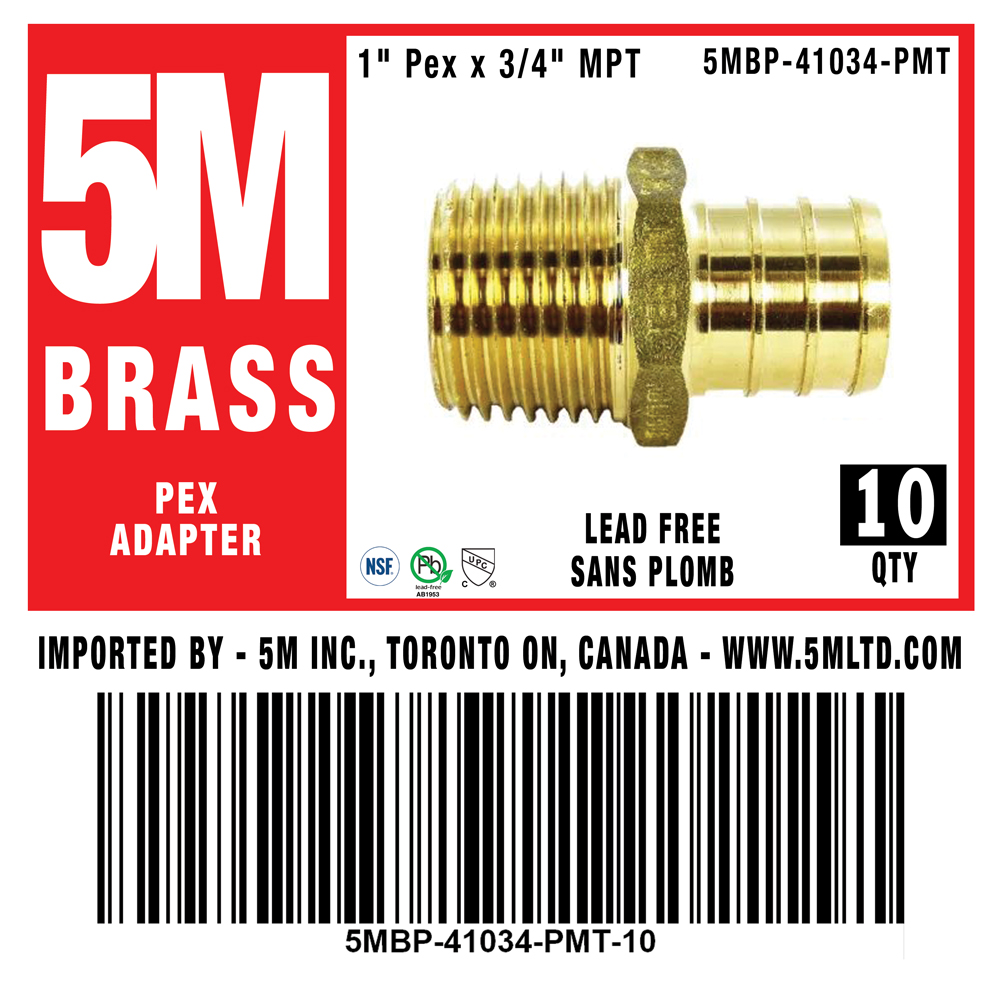 5M
BRASS
PEX
ADAPTER
1" Pex x 3/4" MPT
5MBP-41034-PMT
NSF.
Pb
lead-free
AB1953
UPC
C ®
LEAD FREE
SANS PLOMB
10
QTY
IMPORTED BY - 5M INC., TORONTO ON, CANADA - WWW.5MLTD.COM
5MBP-41034-PMT-10